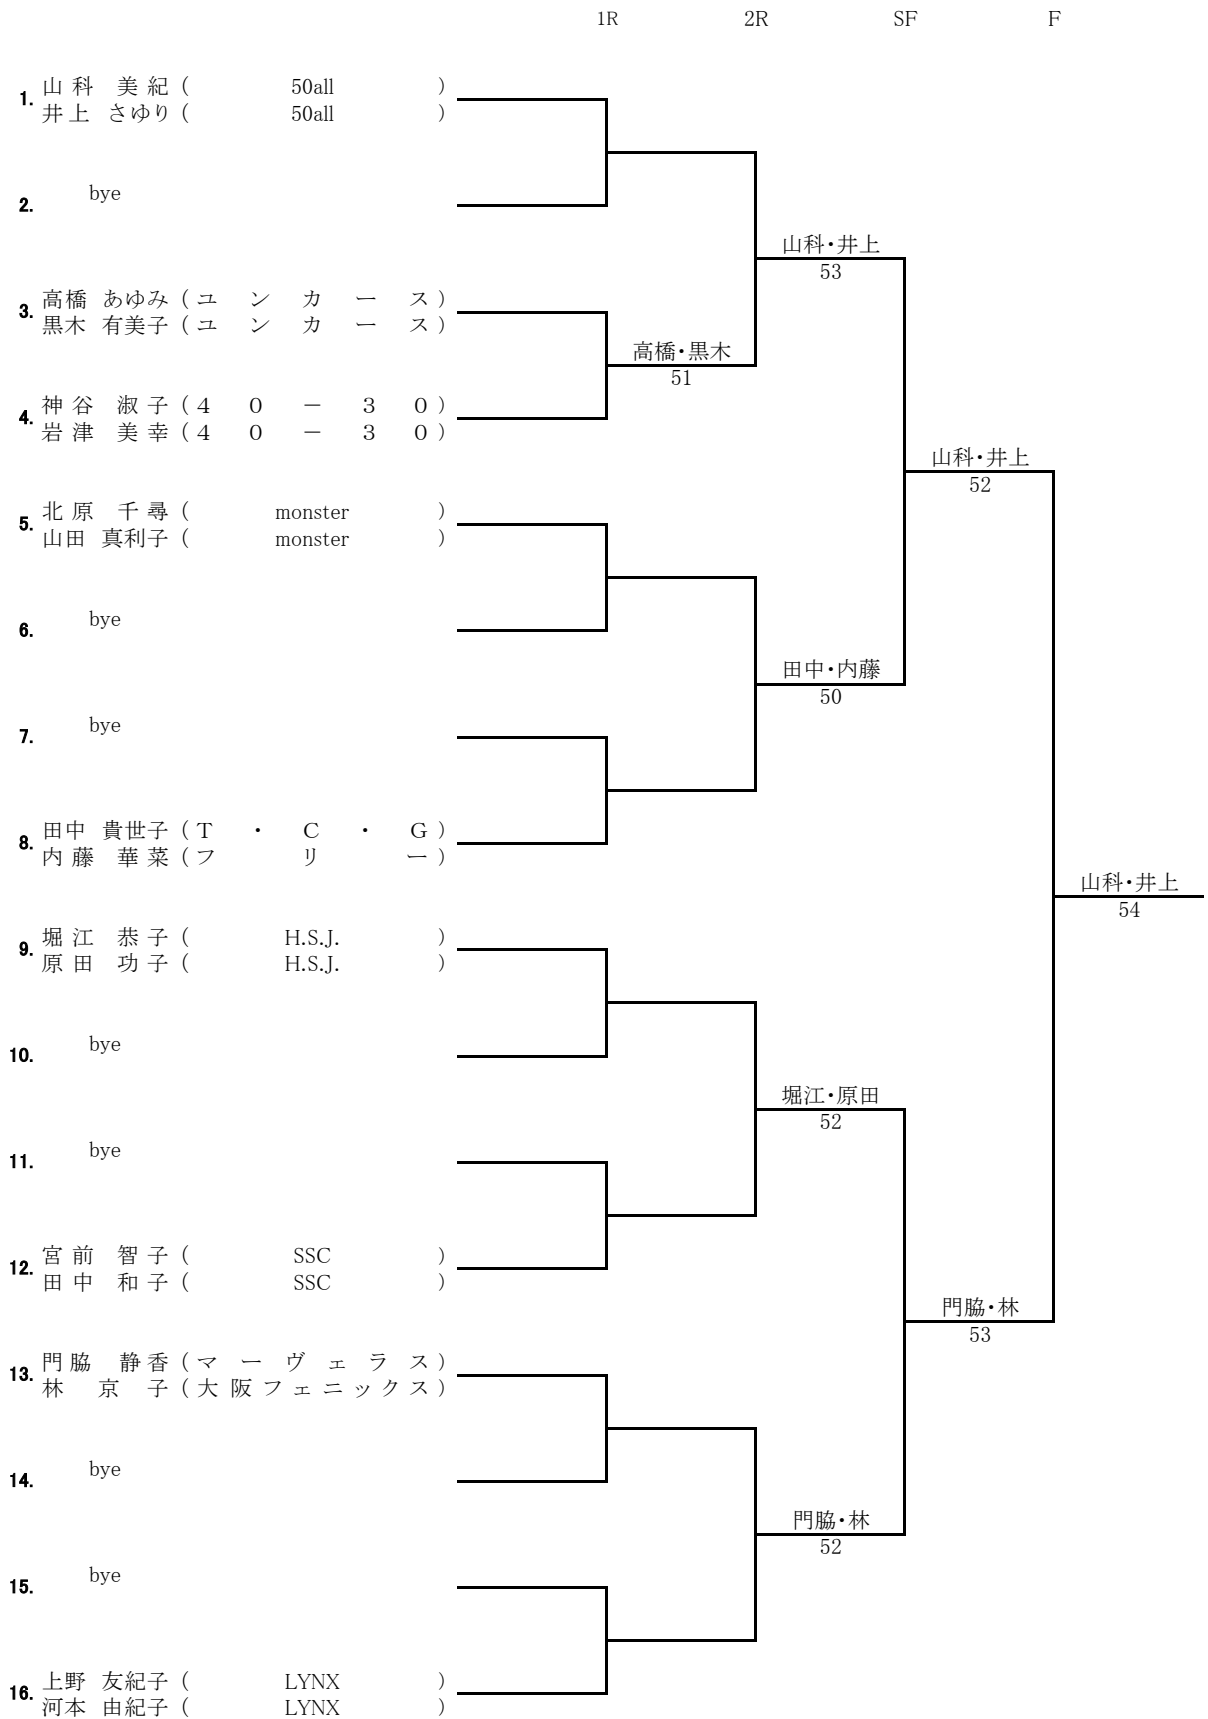 1R 2R SF F
1. 山科 美紀 ( 50all )
井上 さゆり ( 50all )
2. bye
山科・井上
53
3. 高橋 あゆみ ( ユンカース )
黒木 有美子 ( ユンカース )
高橋・黒木
51
4. 神谷 淑子 ( 40－30 )
岩津 美幸 ( 40－30 )
山科・井上
52
5. 北原 千尋 ( monster )
山田 真利子 ( monster )
6. bye
田中・内藤
50
7. bye
8. 田中 貴世子 ( T・C・G )
内藤 華菜 ( フリー )
山科・井上
54
9. 堀江 恭子 ( H.S.J. )
原田 功子 ( H.S.J. )
10. bye
堀江・原田
52
11. bye
12. 宮前 智子 ( SSC )
田中 和子 ( SSC )
門脇・林
53
13. 門脇 静香 ( マーヴェラス )
林 京子 ( 大阪フェニックス )
14. bye
門脇・林
52
15. bye
16. 上野 友紀子 ( LYNX )
河本 由紀子 ( LYNX )